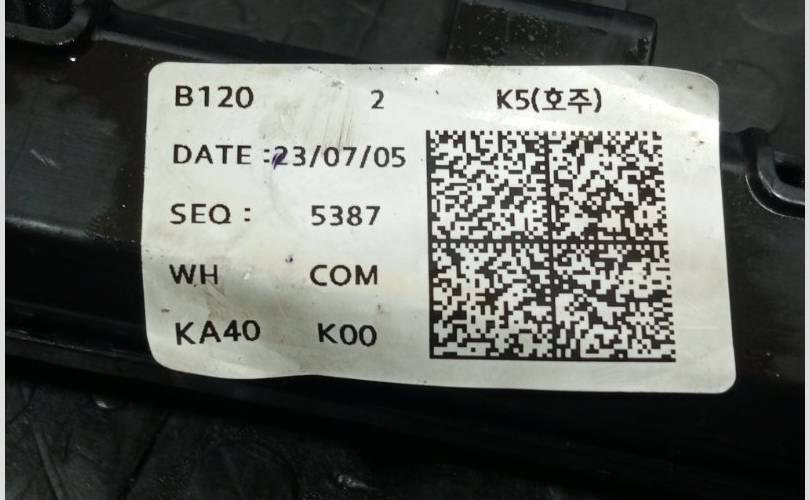 B120 2 K5(호주)
DATE :23/07/05
SEQ : 5387
WH COM
KA40 K00